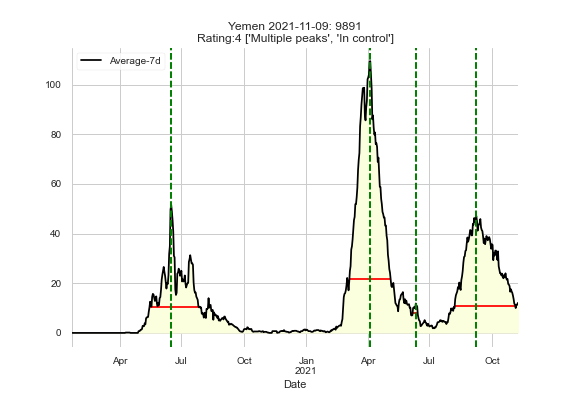 Yemen 2021-11-09: 9891
Rating:4 ['Multiple peaks', 'In control']
Average-7d
100
80
60
40
20
0
Apr
Jul
Oct
Jan
2021
Apr
Jul
Oct
Date